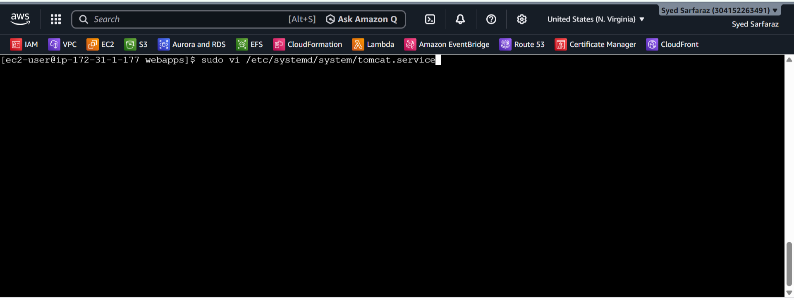 Syed Sarfaraz (304152263491) ▼
aws Search [Alt+S] Ask Amazon Q United States (N. Virginia) ▼ Syed Sarfaraz
IAM VPC EC2 S3 Aurora and RDS EFS CloudFormation Lambda Amazon EventBridge Route 53 Certificate Manager CloudFront
[ec2-user@ip-172-31-1-177 webapps]$ sudo vi /etc/systemd/system/tomcat.service